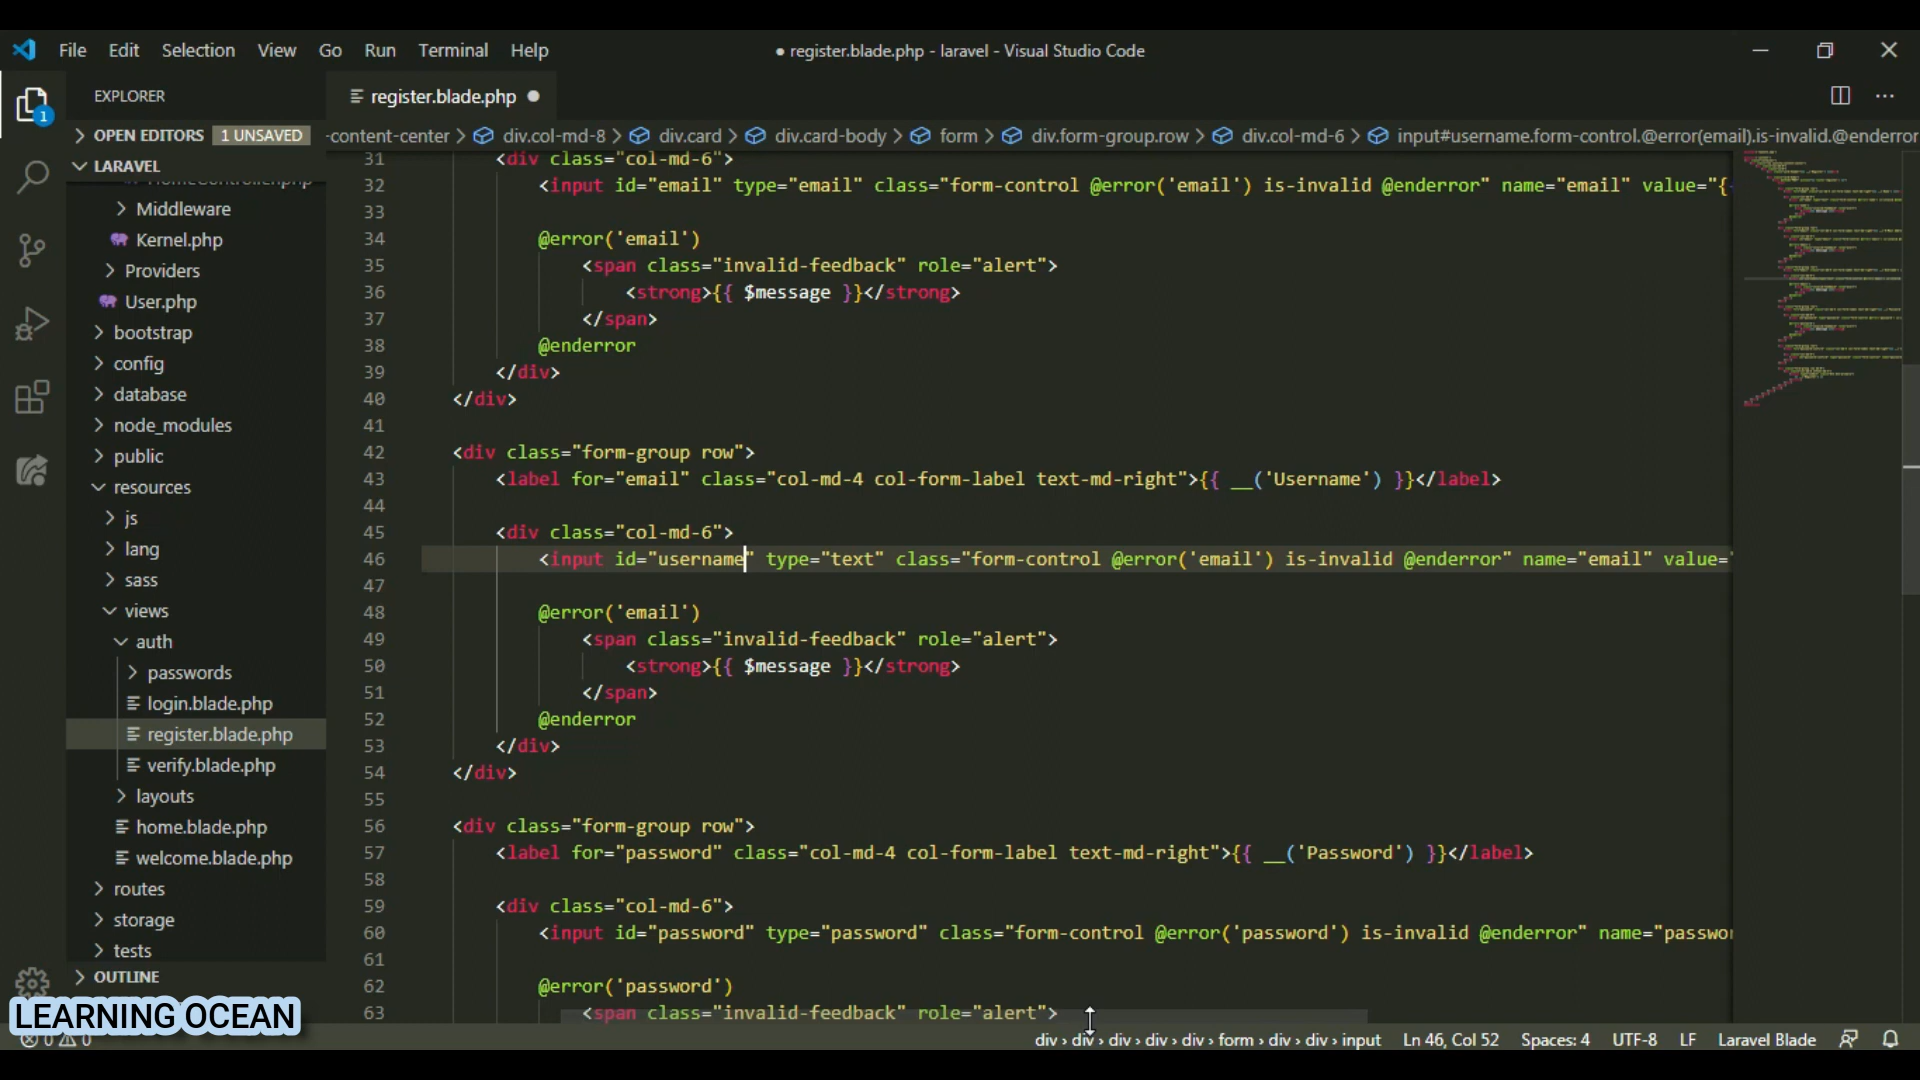 File Edit Selection View Go Run Terminal Help
● register.blade.php - laravel - Visual Studio Code
EXPLORER
register.blade.php
OPEN EDITORS 1 UNSAVED
-content-center > div.col-md-8 > div.card > div.card-body > form > div.form-group.row > div.col-md-6 > input#username.form-control.@error(email).is-invalid.@enderror
LARAVEL
Middleware
Kernel.php
Providers
User.php
bootstrap
config
database
node_modules
public
resources
js
lang
sass
views
auth
passwords
login.blade.php
register.blade.php
verify.blade.php
layouts
home.blade.php
welcome.blade.php
routes
storage
tests
OUTLINE
31 <div class="col-md-6">
32 <input id="email" type="email" class="form-control @error('email') is-invalid @enderror" name="email" value="{
33
34 @error('email')
35 <span class="invalid-feedback" role="alert">
36 <strong>{{ $message }}</strong>
37 </span>
38 @enderror
39 </div>
40 </div>
41
42 <div class="form-group row">
43 <label for="email" class="col-md-4 col-form-label text-md-right">{{ __('Username') }}</label>
44
45 <div class="col-md-6">
46 <input id="username" type="text" class="form-control @error('email') is-invalid @enderror" name="email" value="
47
48 @error('email')
49 <span class="invalid-feedback" role="alert">
50 <strong>{{ $message }}</strong>
51 </span>
52 @enderror
53 </div>
54 </div>
55
56 <div class="form-group row">
57 <label for="password" class="col-md-4 col-form-label text-md-right">{{ __('Password') }}</label>
58
59 <div class="col-md-6">
60 <input id="password" type="password" class="form-control @error('password') is-invalid @enderror" name="passwo
61
62 @error('password')
63 <span class="invalid-feedback" role="alert">
1
LEARNING OCEAN
0 0
div › div › div › div › div › form › div › div › input Ln 46, Col 52 Spaces: 4 UTF-8 LF Laravel Blade